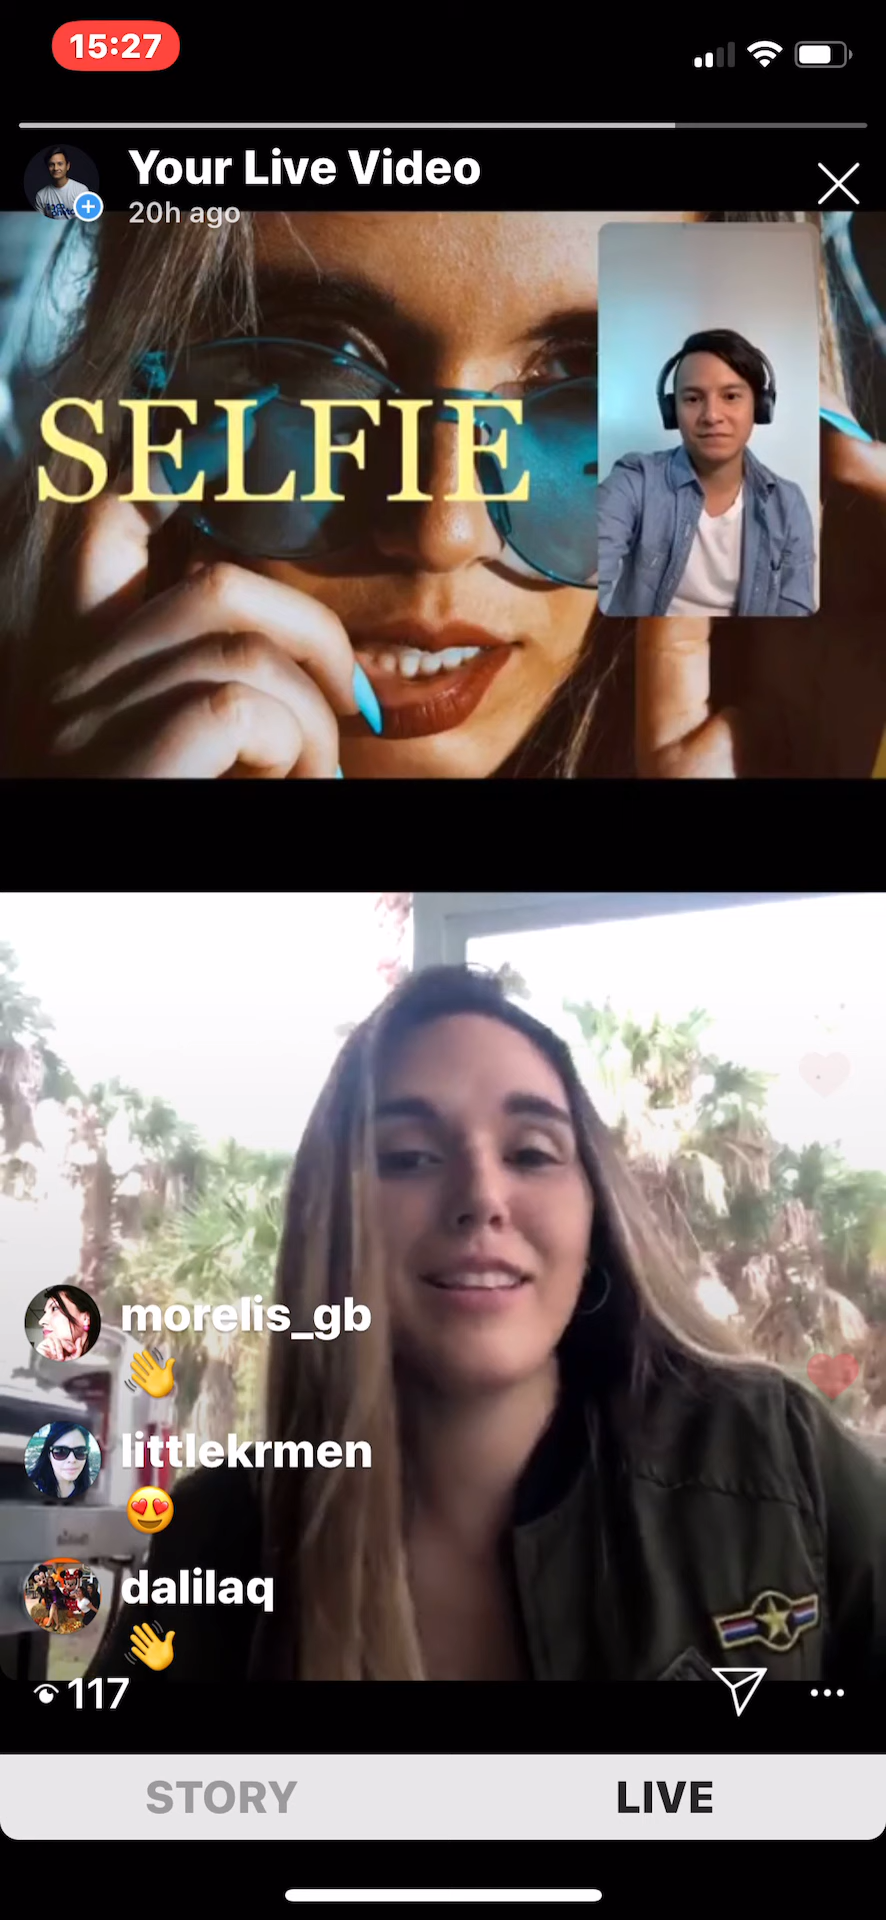 15:27
Your Live Video
20h ago
SELFIE
morelis_gb
👋
littlekrmen
😍
dalilaq
👋
117
STORY
LIVE